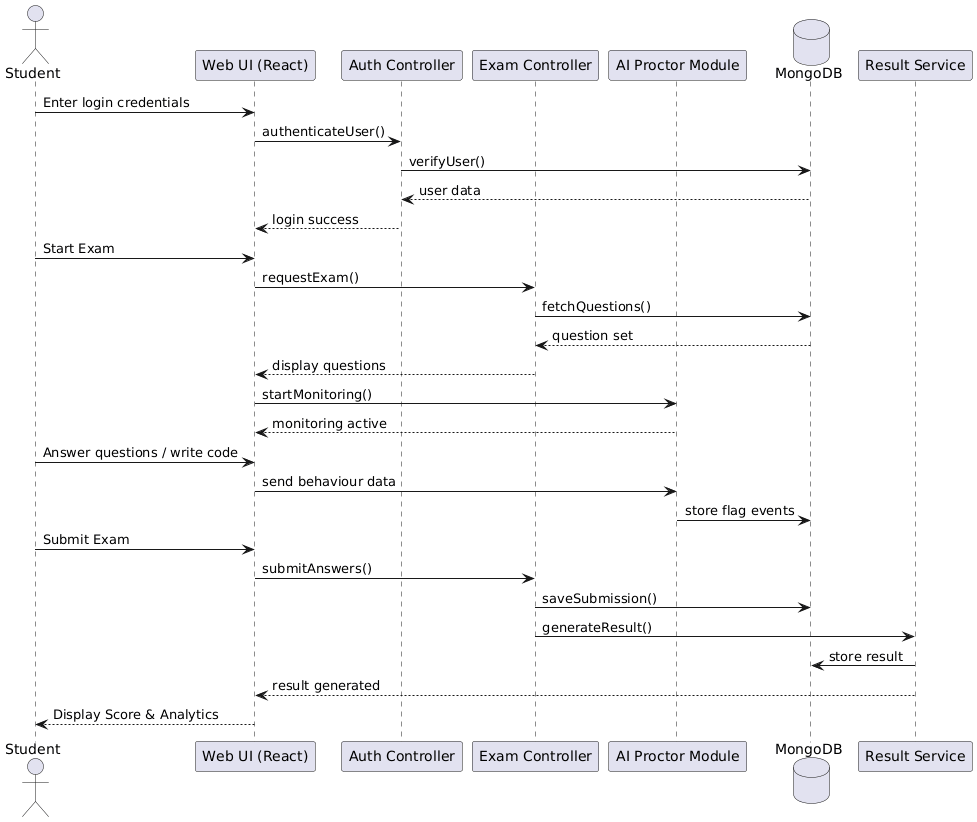 Student
Web UI (React)
Auth Controller
Exam Controller
AI Proctor Module
MongoDB
Result Service
Enter login credentials
authenticateUser()
verifyUser()
user data
login success
Start Exam
requestExam()
fetchQuestions()
question set
display questions
startMonitoring()
monitoring active
Answer questions / write code
send behaviour data
store flag events
Submit Exam
submitAnswers()
saveSubmission()
generateResult()
store result
result generated
Display Score & Analytics
Student
Web UI (React)
Auth Controller
Exam Controller
AI Proctor Module
MongoDB
Result Service